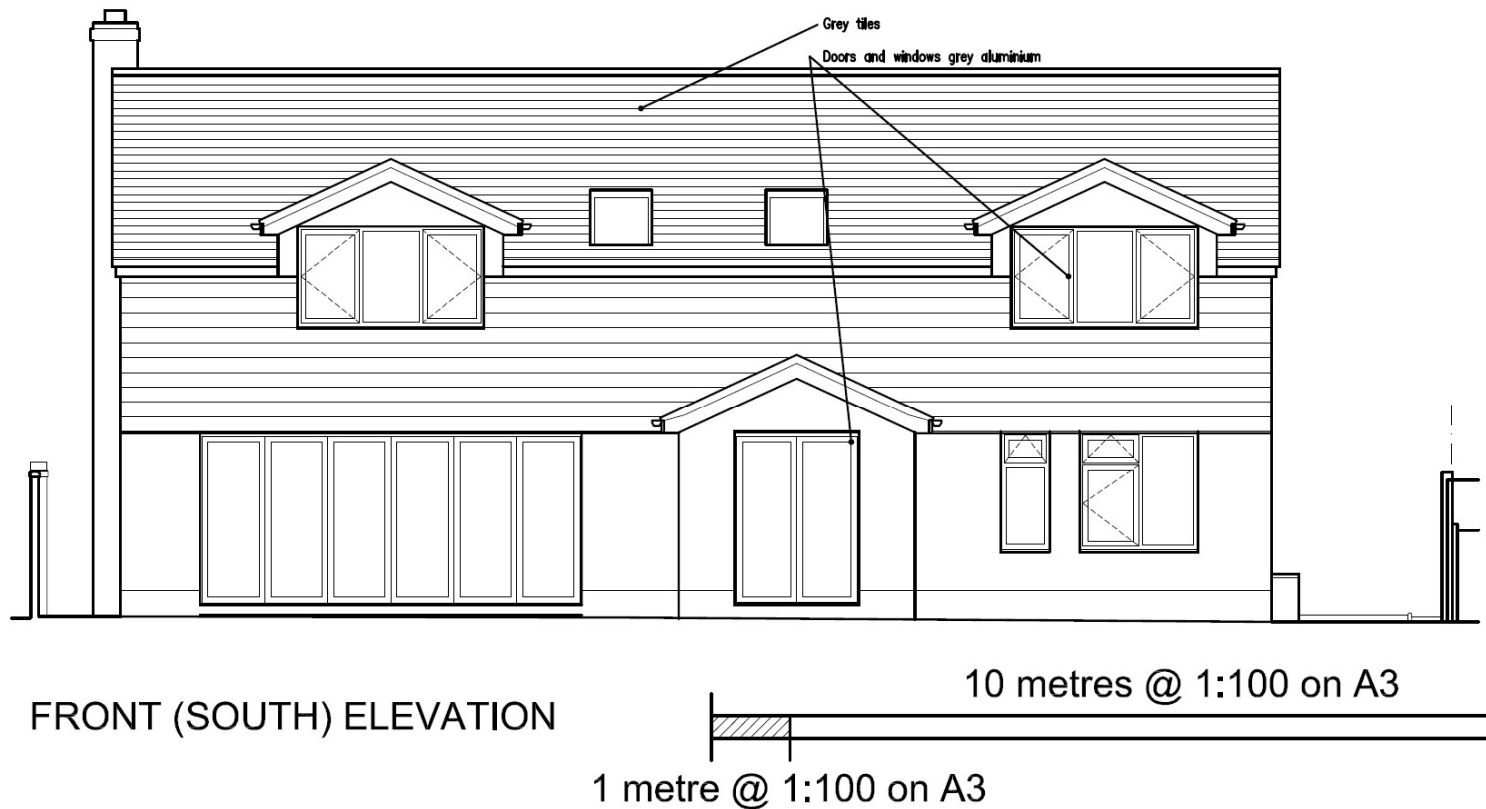 Grey tiles
Doors and windows grey aluminium
FRONT (SOUTH) ELEVATION
10 metres @ 1:100 on A3
1 metre @ 1:100 on A3